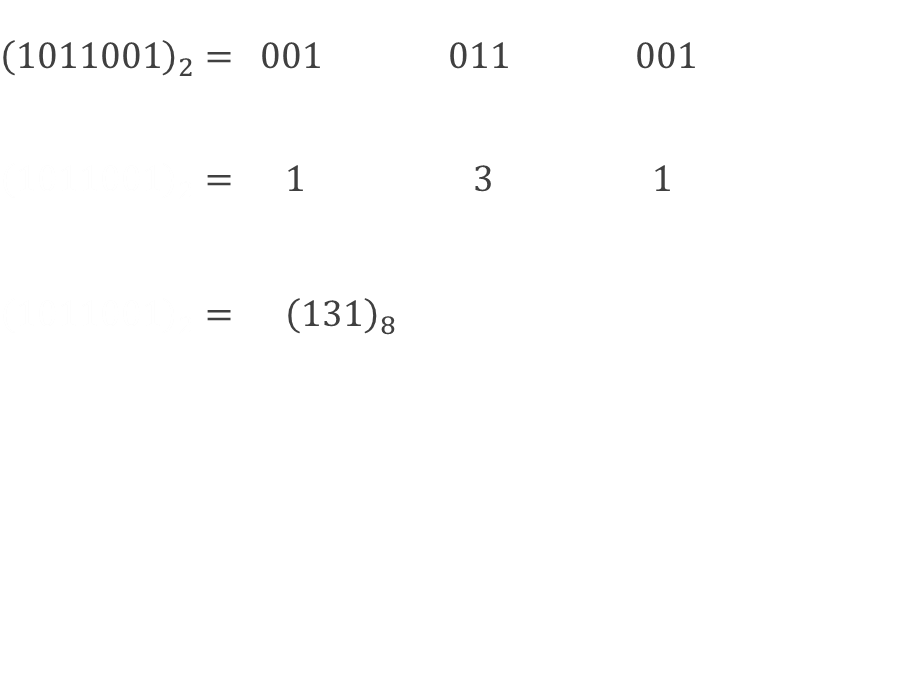 (1011001)₂ = 001 011 001
= 1 3 1
= (131)₈